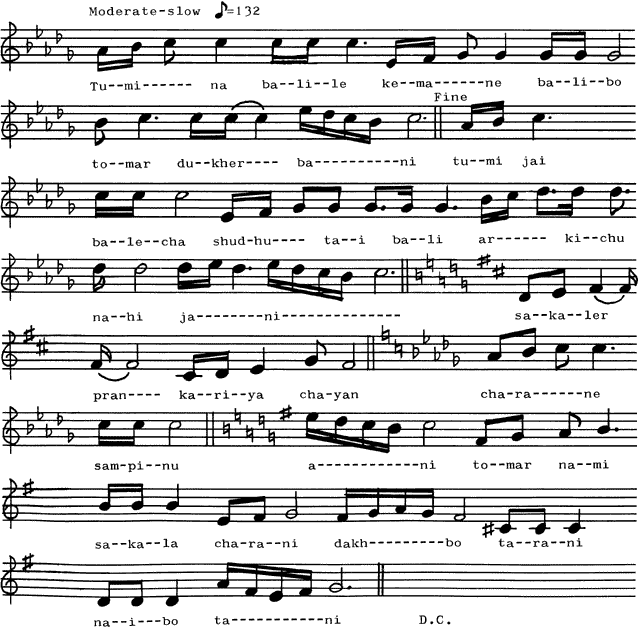 Moderate-slow ♪=132
Tu--mi------ na ba--li--le ke--ma-----ne ba--li--bo
Fine
to--mar du--kher---- ba----------ni tu--mi jai
ba--le--cha shud-hu---- ta--i ba--li ar------ ki--chu
na--hi ja-------ni-------------- sa--ka--ler
pran----- ka--ri--ya cha--yan cha--ra------ne
sam--pi--nu a------------ni to--mar na--mi
sa--ka--la cha-ra--ni dakh--------bo ta--ra--ni
na--i--bo ta-----------ni D.C.